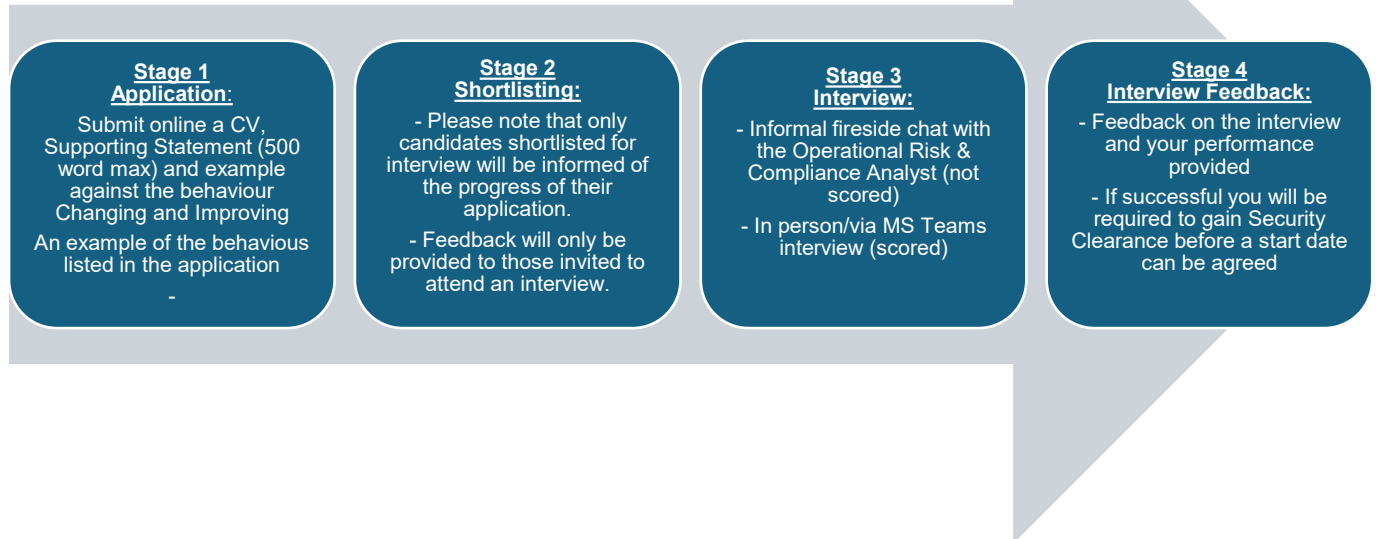 Stage 1
Application:
Submit online a CV,
Supporting Statement (500
word max) and example
against the behaviour
Changing and Improving
An example of the behavious
listed in the application
-
Stage 2
Shortlisting:
- Please note that only
candidates shortlisted for
interview will be informed of
the progress of their
application.
- Feedback will only be
provided to those invited to
attend an interview.
Stage 3
Interview:
- Informal fireside chat with
the Operational Risk &
Compliance Analyst (not
scored)
- In person/via MS Teams
interview (scored)
Stage 4
Interview Feedback:
- Feedback on the interview
and your performance
provided
- If successful you will be
required to gain Security
Clearance before a start date
can be agreed